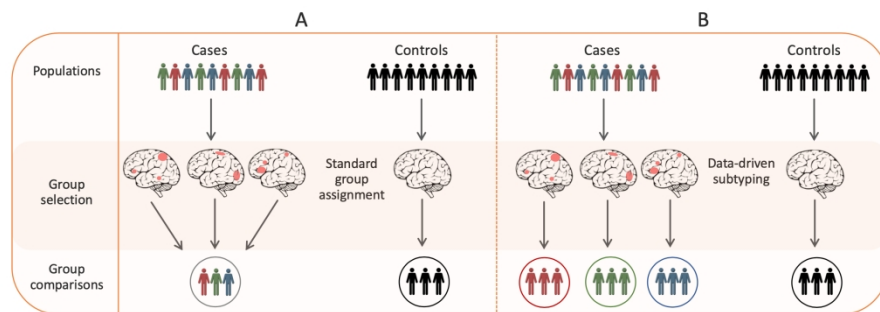 A
B
Populations
Cases
Controls
Cases
Controls
Group
selection
Standard
group
assignment
Data-driven
subtyping
Group
comparisons